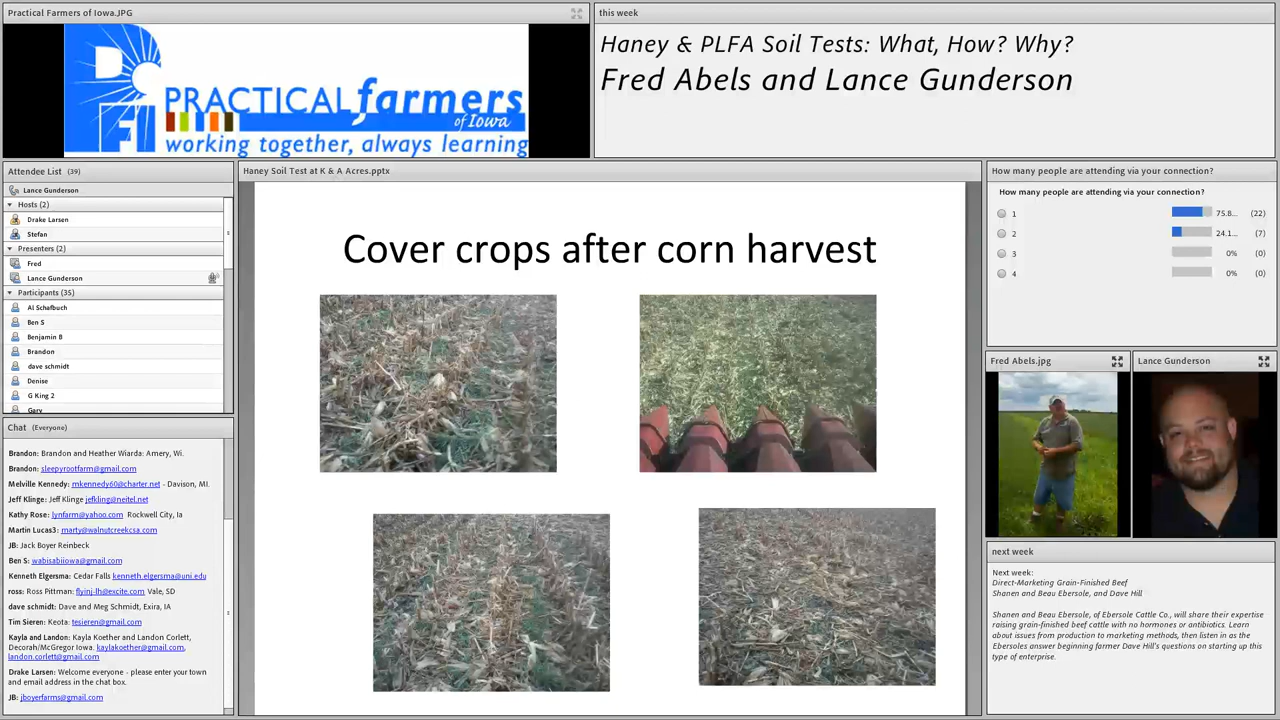 Practical Farmers of Iowa.JPG
PRACTICAL farmers
of Iowa
PFI
working together, always learning
this week
Haney & PLFA Soil Tests: What, How? Why?
Fred Abels and Lance Gunderson
Attendee List (39)
Lance Gunderson
Hosts (2)
Drake Larsen
Stefan
Presenters (2)
Fred
Lance Gunderson
Participants (35)
Al Schafbuch
Ben S
Benjamin B
Brandon
dave schmidt
Denise
G King 2
Gary
Chat (Everyone)
Brandon: Brandon and Heather Wiarda: Amery, Wi.
Brandon: sleepyrootfarm@gmail.com
Melville Kennedy: mkennedy60@charter.net - Davison, MI.
Jeff Klinge: Jeff Klinge jefkling@neitel.net
Kathy Rose: lynfarm@yahoo.com Rockwell City, Ia
Martin Lucas3: marty@walnutcreekcsa.com
JB: Jack Boyer Reinbeck
Ben S: wabisabiiowa@gmail.com
Kenneth Elgersma: Cedar Falls kenneth.elgersma@uni.edu
ross: Ross Pittman: flyinj-lh@excite.com Vale, SD
dave schmidt: Dave and Meg Schmidt, Exira, IA
Tim Sieren: Keota: tesieren@gmail.com
Kayla and Landon: Kayla Koether and Landon Corlett,
Decorah/McGregor Iowa. kaylakoether@gmail.com,
landon.corlett@gmail.com
Drake Larsen: Welcome everyone - please enter your town
and email address in the chat box.
JB: jboyerfarms@gmail.com
Haney Soil Test at K & A Acres.pptx
Cover crops after corn harvest
How many people are attending via your connection?
How many people are attending via your connection?
1 75.8... (22)
2 24.1... (7)
3 0% (0)
4 0% (0)
Fred Abels.jpg
Lance Gunderson
next week
Next week:
Direct-Marketing Grain-Finished Beef
Shanen and Beau Ebersole, and Dave Hill
Shanen and Beau Ebersole, of Ebersole Cattle Co., will share their expertise
raising grain-finished beef cattle with no hormones or antibiotics. Learn
about issues from production to marketing methods, then listen in as the
Ebersoles answer beginning farmer Dave Hill's questions on starting up this
type of enterprise.